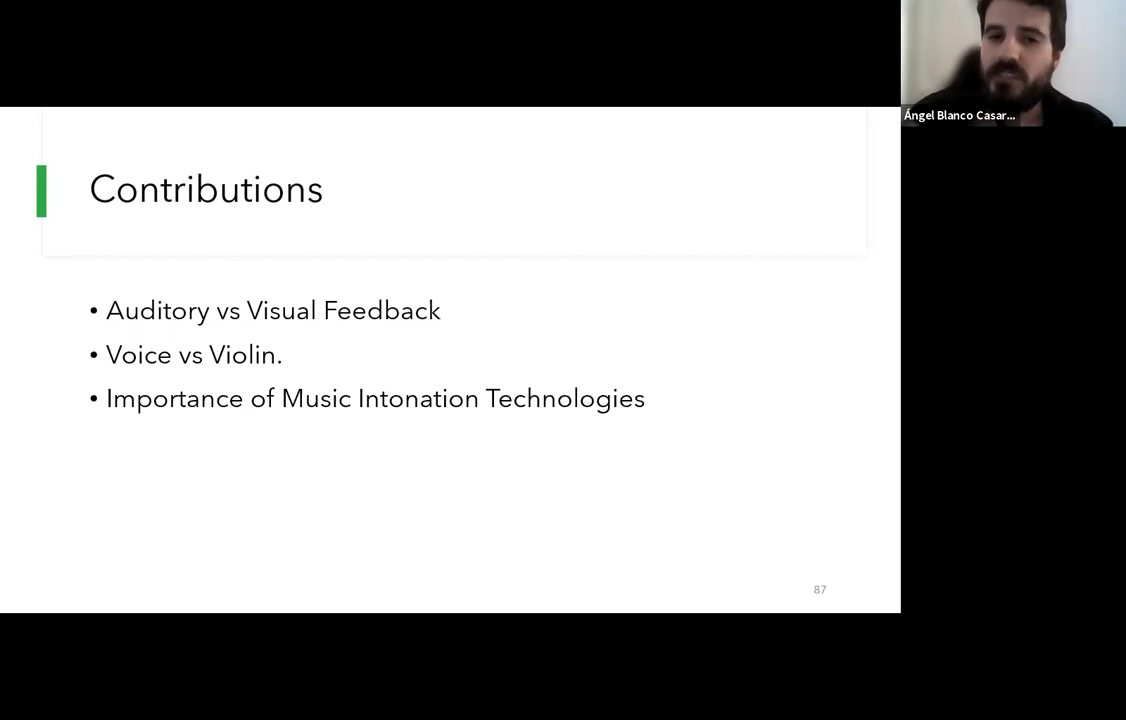 Ángel Blanco Casar...
Contributions
• Auditory vs Visual Feedback
• Voice vs Violin.
• Importance of Music Intonation Technologies
87